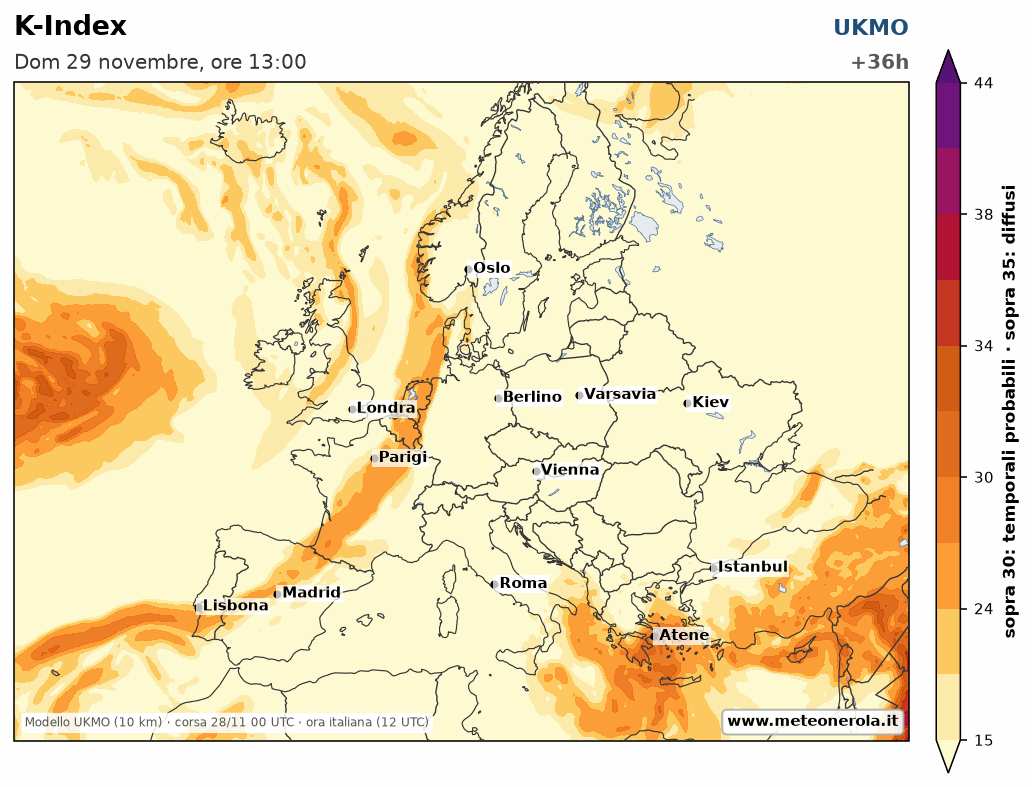 K-Index
UKMO
Dom 29 novembre, ore 13:00
+36h
44
38
34
30
24
15
sopra 30: temporali probabili · sopra 35: diffusi
Oslo
Berlino
Varsavia
Kiev
Londra
Parigi
Vienna
Istanbul
Roma
Madrid
Lisbona
Atene
Modello UKMO (10 km) · corsa 28/11 00 UTC · ora italiana (12 UTC)
www.meteonerola.it